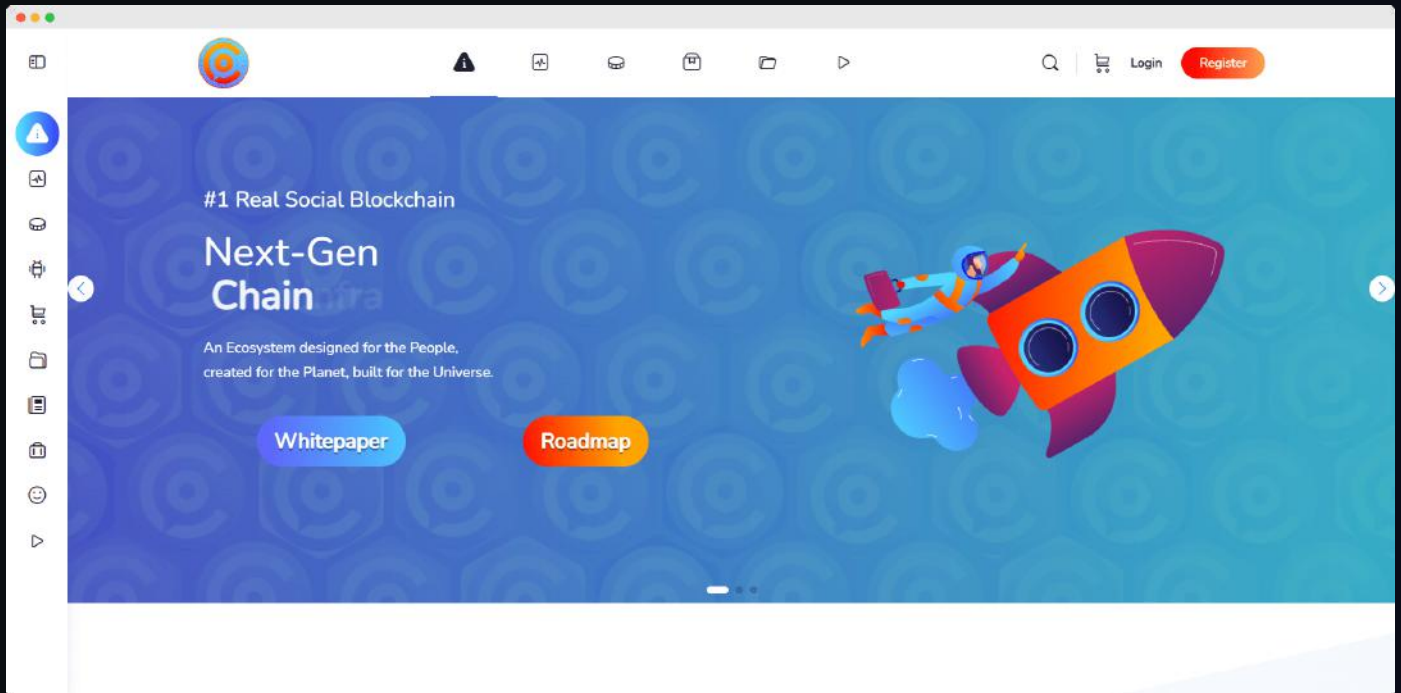 Login
Register
#1 Real Social Blockchain
Next-Gen
Chain nfra
An Ecosystem designed for the People,
created for the Planet, built for the Universe.
Whitepaper
Roadmap